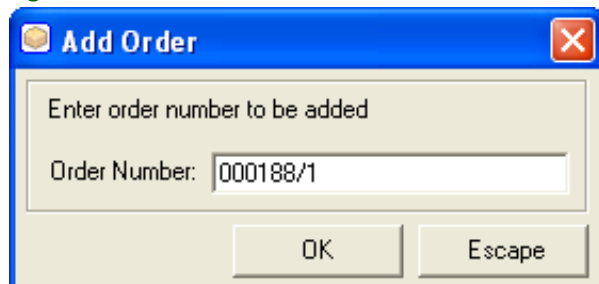 Add Order
Enter order number to be added
Order Number: 000188/1
OK Escape